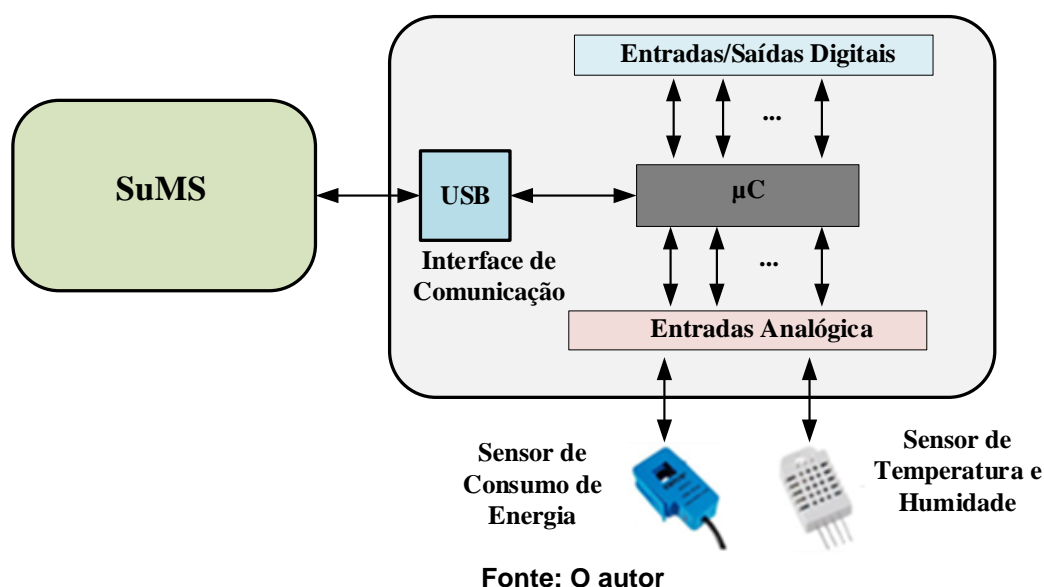 Entradas/Saídas Digitais
...
SuMS
USB
µC
Interface de
Comunicação
...
Entradas Analógica
Sensor de
Consumo de
Energia
Sensor de
Temperatura e
Humidade
Fonte: O autor